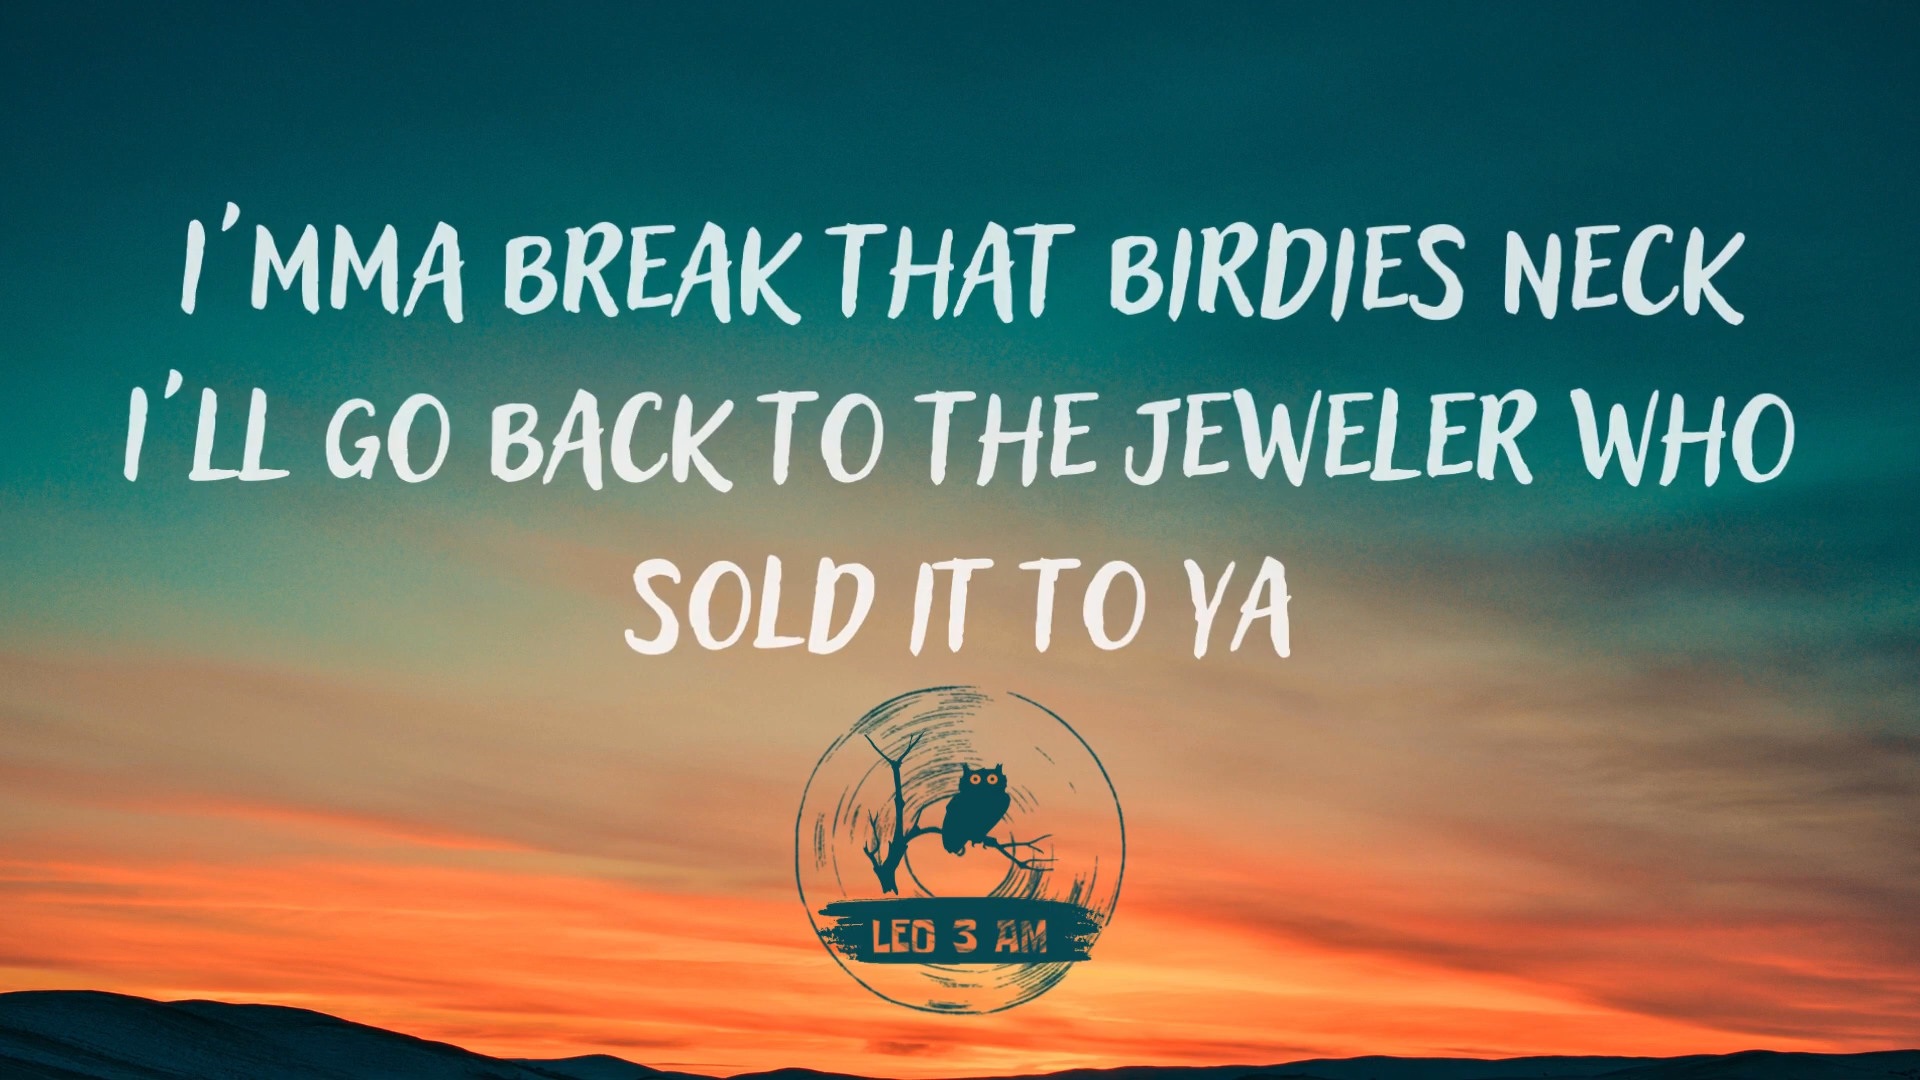 I'MMA BREAK THAT BIRDIES NECK
I'LL GO BACK TO THE JEWELER WHO
SOLD IT TO YA
LEO 3 AM